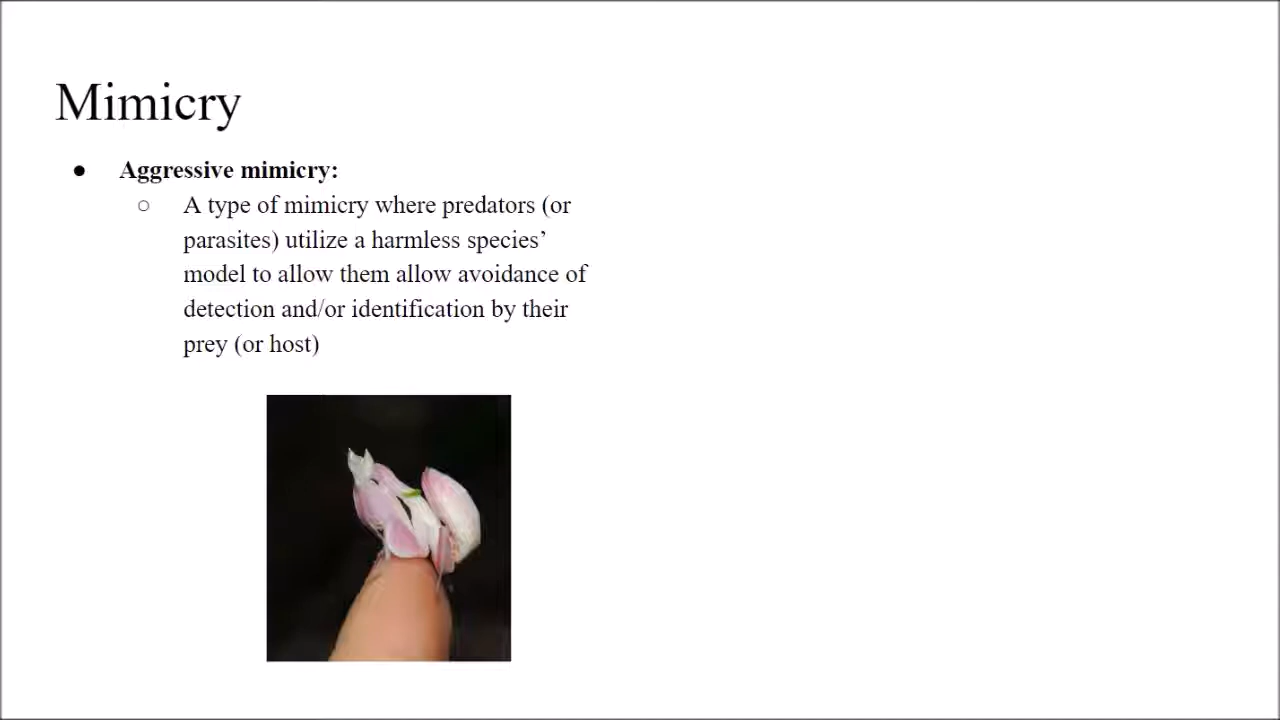 Mimicry
● Aggressive mimicry:
○ A type of mimicry where predators (or
parasites) utilize a harmless species’
model to allow them allow avoidance of
detection and/or identification by their
prey (or host)